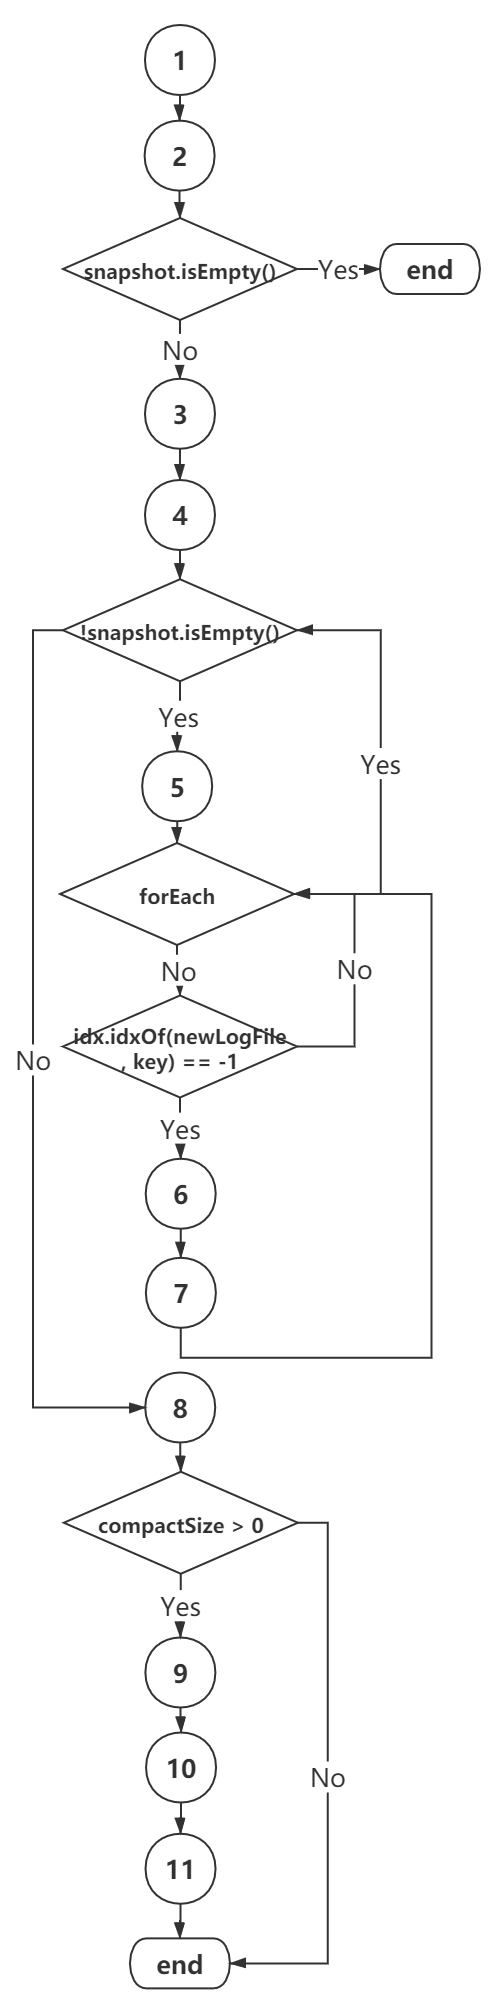 1
2
snapshot.isEmpty()
Yes
end
No
3
4
!snapshot.isEmpty()
Yes
Yes
5
forEach
No
No
idx.idxOf(newLogFile
, key) == -1
No
Yes
6
7
8
compactSize > 0
Yes
9
10
No
11
end